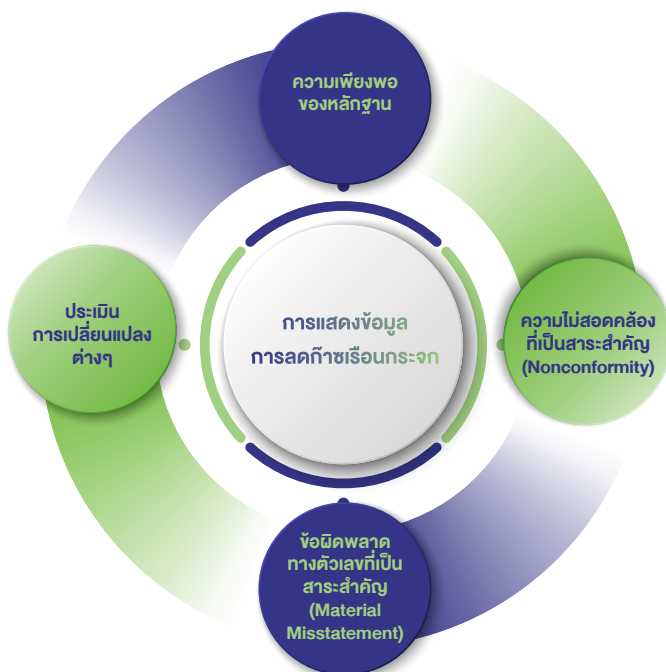 ความเพียงพอ
ของหลักฐาน
ประเมิน
การเปลี่ยนแปลง
ต่างๆ
การแสดงข้อมูล
การลดก๊าซเรือนกระจก
ความไม่สอดคล้อง
ที่เป็นสาระสำคัญ
(Nonconformity)
ข้อผิดพลาด
ทางตัวเลขที่เป็น
สาระสำคัญ
(Material
Misstatement)